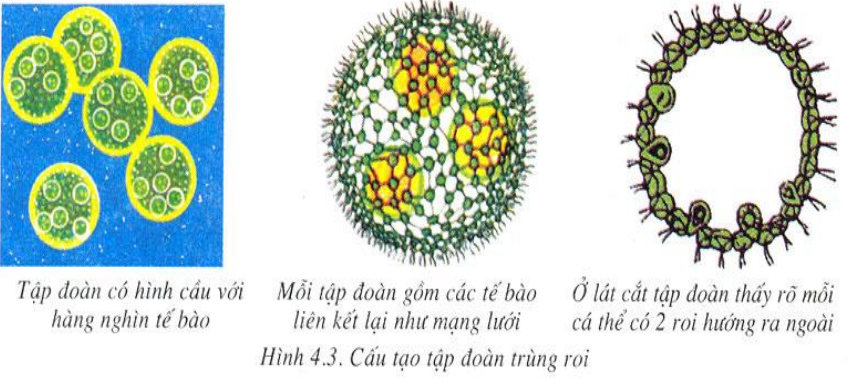 Tập đoàn có hình cầu với
hàng nghìn tế bào
Mỗi tập đoàn gồm các tế bào
liên kết lại như mạng lưới
Ở lát cắt tập đoàn thấy rõ mỗi
cá thể có 2 roi hướng ra ngoài
Hình 4.3. Cấu tạo tập đoàn trùng roi